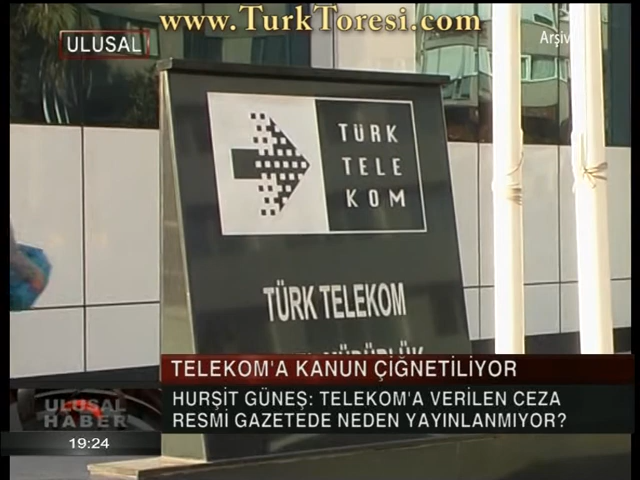 www.TurkToresi.com
ULUSAL
Arşiv
TÜRK
TELE
KOM
TÜRK TELEKOM
TELEKOM'A KANUN ÇİĞNETİLİYOR
HURŞİT GÜNEŞ: TELEKOM'A VERİLEN CEZA
RESMİ GAZETEDE NEDEN YAYINLANMIYOR?
ULUSAL
HABER
19:24